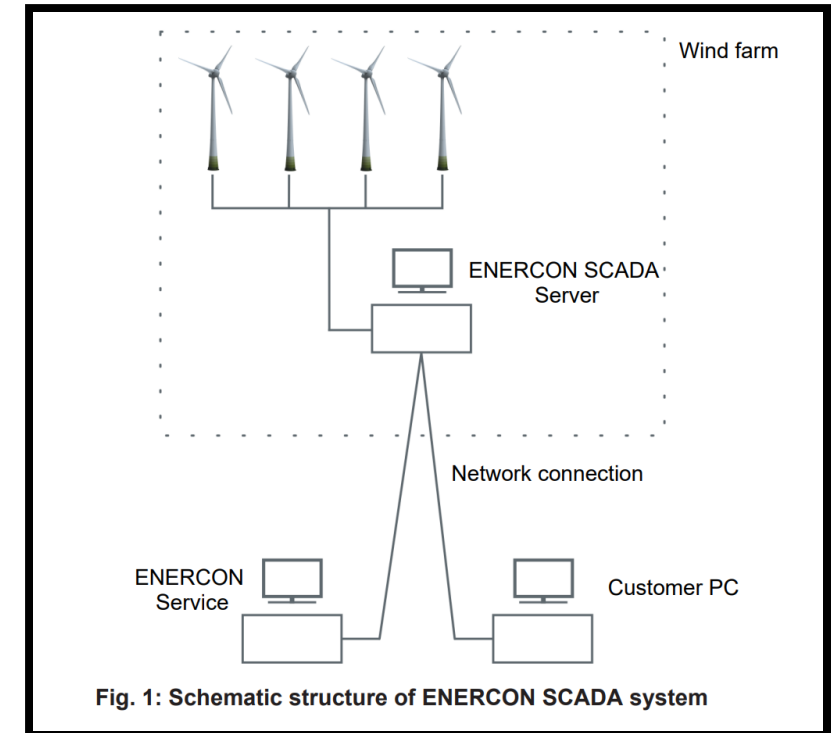 Wind farm
ENERCON SCADA
Server
Network connection
ENERCON
Service
Customer PC
Fig. 1: Schematic structure of ENERCON SCADA system